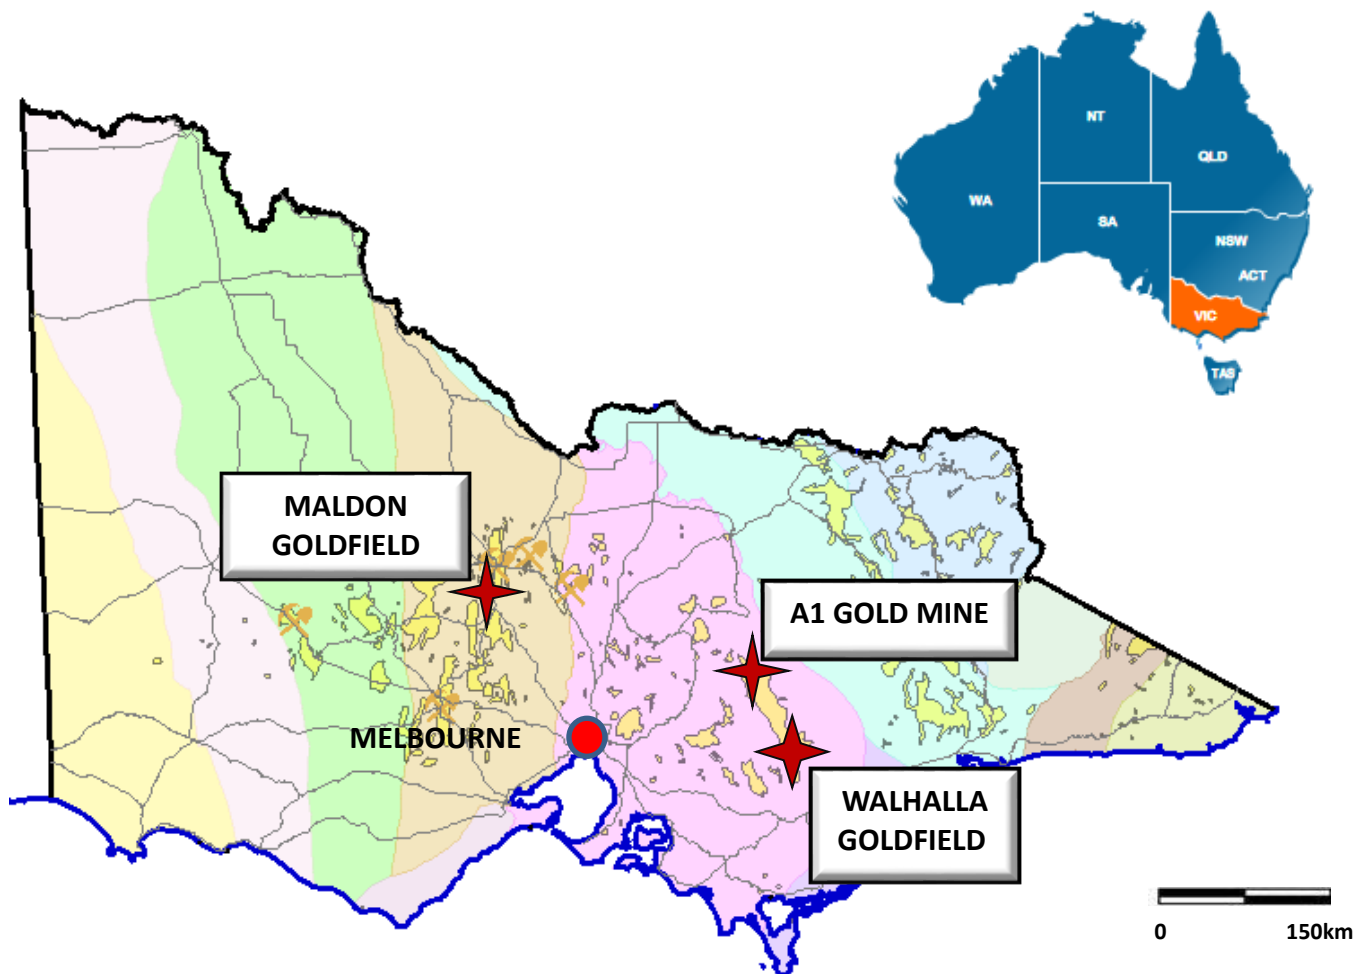 NT
QLD
WA
SA
NSW
ACT
VIC
TAS
MALDON
GOLDFIELD
A1 GOLD MINE
MELBOURNE
WALHALLA
GOLDFIELD
0 150km